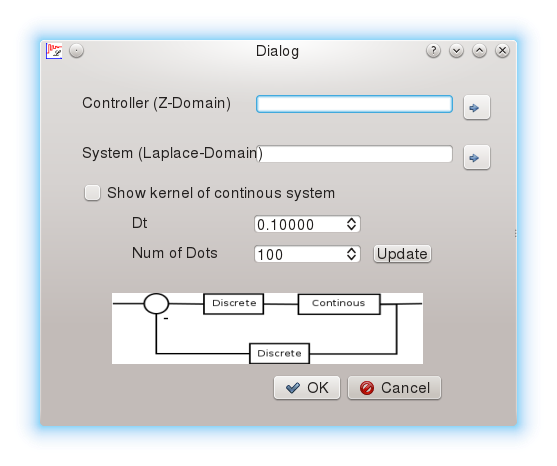 Dialog
Controller (Z-Domain)
System (Laplace-Domain)
Show kernel of continous system
Dt 0.10000
Num of Dots 100 Update
Discrete Continous
-
Discrete
OK Cancel